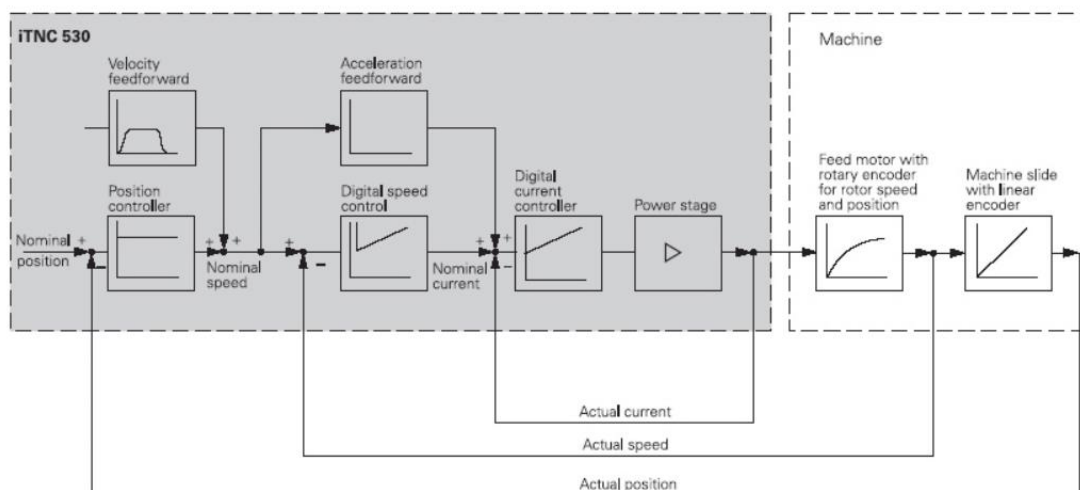 iTNC 530
Machine
Velocity
feedforward
Acceleration
feedforward
Position
controller
Digital speed
control
Digital
current
controller
Power stage
Feed motor with
rotary encoder
for rotor speed
and position
Machine slide
with linear
encoder
Nominal
position
+
–
+
+
Nominal
speed
+
–
+
+
–
Nominal
current
Actual current
Actual speed
Actual position